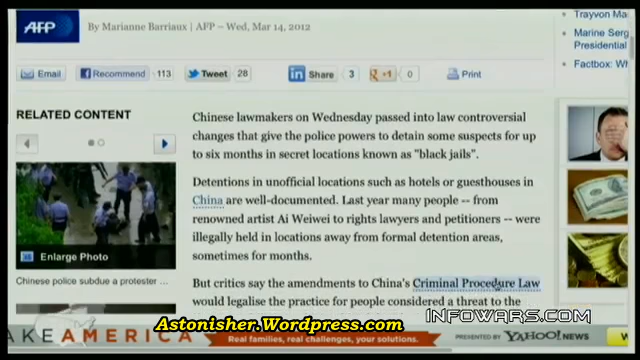 AFP
By Marianne Barriaux | AFP – Wed, Mar 14, 2012
Trayvon Mar
Marine Serg
Presidential
Factbox: Wh
Email
Recommend 113
Tweet 28
in Share 3
g +1 0
Print
RELATED CONTENT
Enlarge Photo
Chinese police subdue a protester ...
Chinese lawmakers on Wednesday passed into law controversial
changes that give the police powers to detain some suspects for up
to six months in secret locations known as "black jails".
Detentions in unofficial locations such as hotels or guesthouses in
China are well-documented. Last year many people -- from
renowned artist Ai Weiwei to rights lawyers and petitioners -- were
illegally held in locations away from formal detention areas,
sometimes for months.
But critics say the amendments to China's Criminal Procedure Law
would legalise the practice for people considered a threat to the
INFOWARS.COM
Astonisher.Wordpress.com
AKE AMERICA
Real families, real challenges, your solutions.
PRESENTED BY YAHOO! NEWS
W